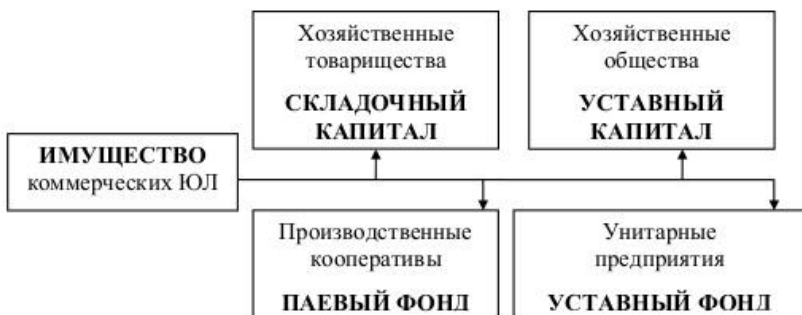 Хозяйственные
товарищества
СКЛАДОЧНЫЙ
КАПИТАЛ
Хозяйственные
общества
УСТАВНЫЙ
КАПИТАЛ
ИМУЩЕСТВО
коммерческих ЮЛ
Производственные
кооперативы
ПАЕВЫЙ ФОНД
Унитарные
предприятия
УСТАВНЫЙ ФОНД